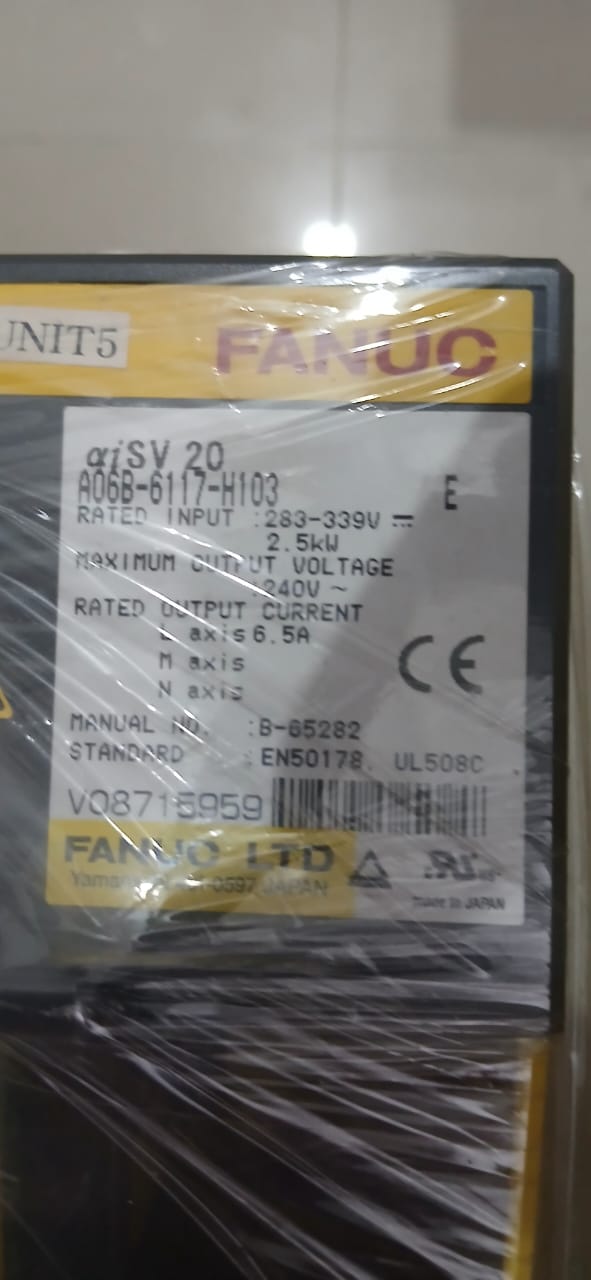 UNIT5
FANUC
αiSV 20
A06B-6117-H103 E
RATED INPUT :283-339V ⎓
2.5kW
MAXIMUM OUTPUT VOLTAGE
:240V ~
RATED OUTPUT CURRENT
L axis 6.5A
M axis
N axis
CE
MANUAL NO. :B-65282
STANDARD : EN50178. UL508C
V08715959
FANUC LTD
JAPAN
made in JAPAN